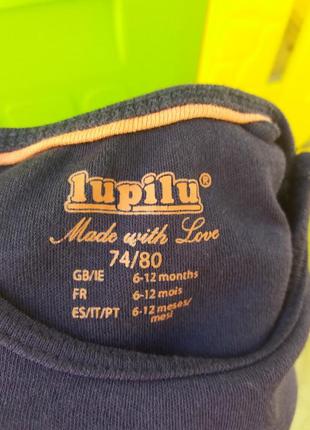 lupilu®
Made with Love
74/80
GB/IE 6-12 months
FR 6-12 mois
ES/IT/PT 6-12 meses/
mesi